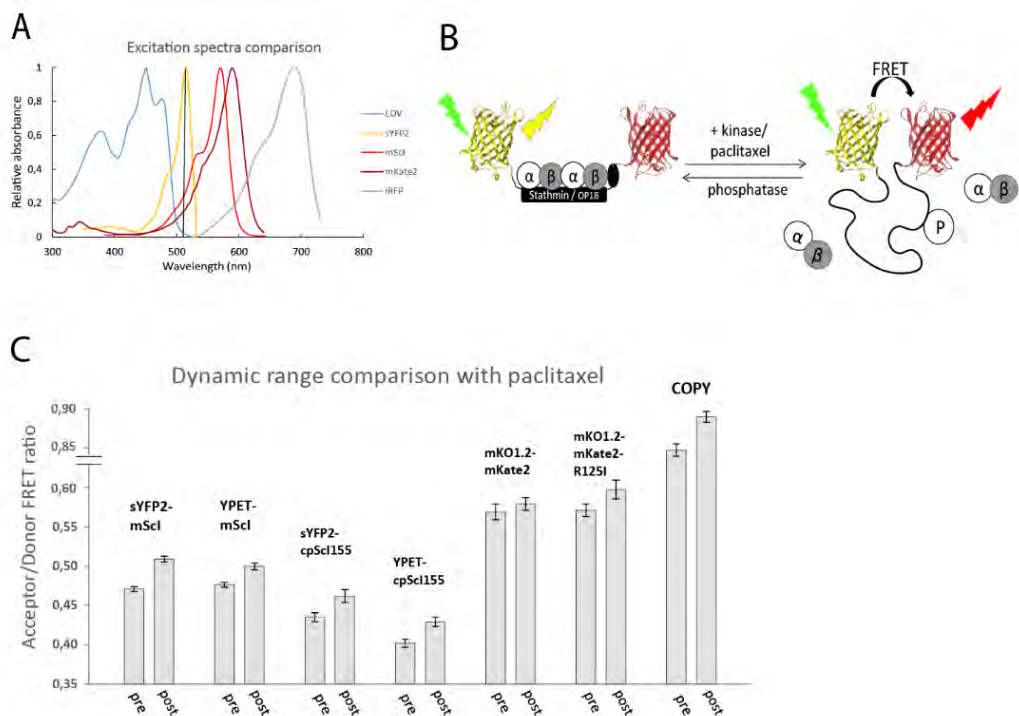 A
Excitation spectra comparison
1
0,8
0,6
0,4
0,2
0
300 400 500 600 700 800
Relative absorbance
Wavelength (nm)
LOV
sYFP2
mScI
mKate2
iRFP
B
FRET
+ kinase/
paclitaxel
phosphatase
α β α β
Stathmin / OP18
α β
α β
P
C
Dynamic range comparison with paclitaxel
Acceptor/Donor FRET ratio
0,90
0,85
0,60
0,55
0,50
0,45
0,40
0,35
sYFP2-
mScI
YPET-
mScI
sYFP2-
cpScI155
YPET-
cpScI155
mKO1.2-
mKate2
mKO1.2-
mKate2-
R125I
COPY
pre post pre post pre post pre post pre post pre post pre post